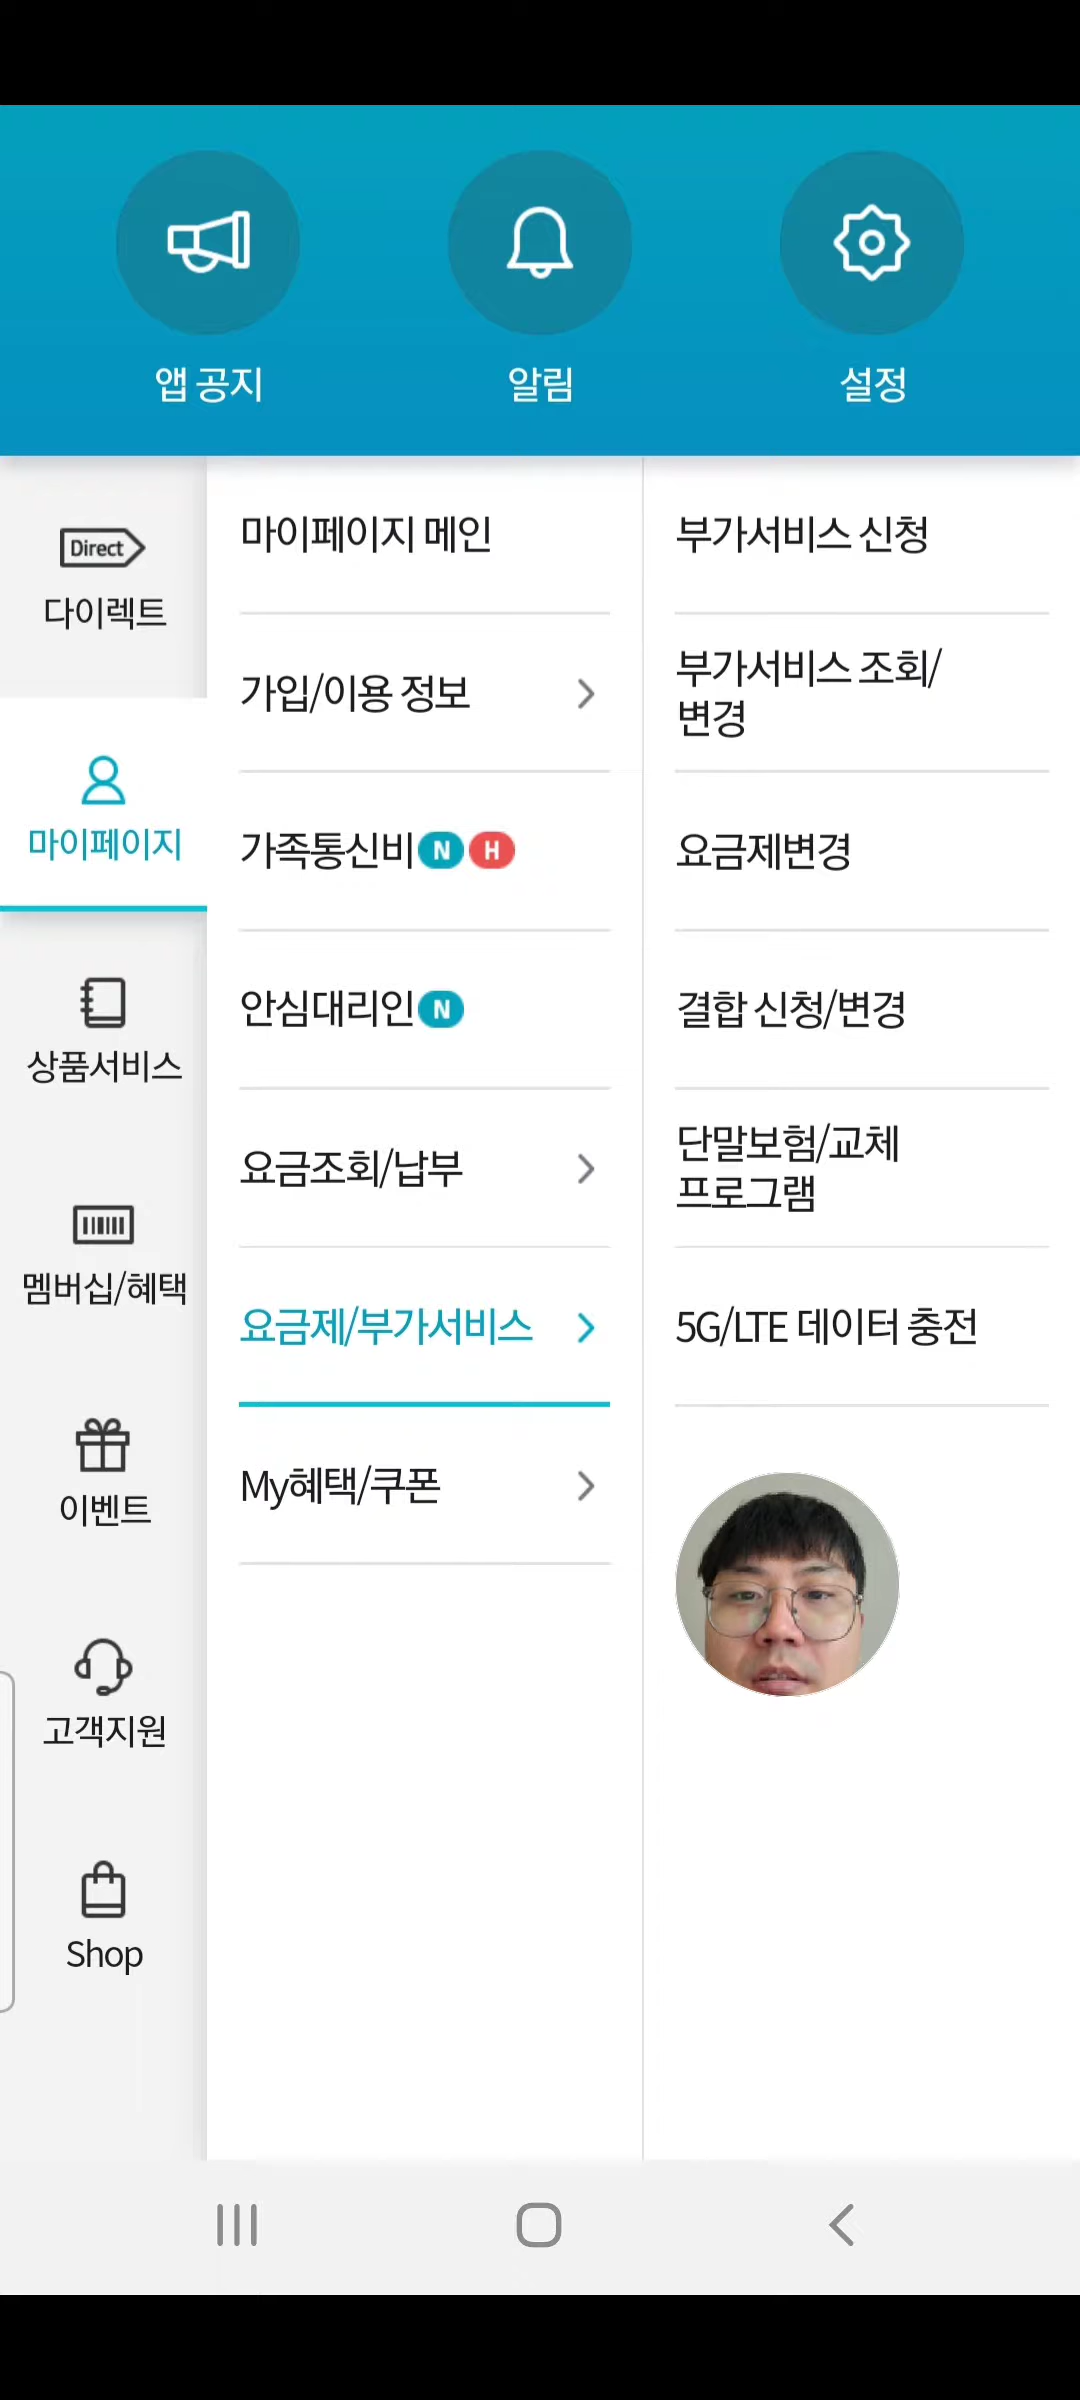 앱 공지
알림
설정
Direct
다이렉트
마이페이지
상품서비스
멤버십/혜택
이벤트
고객지원
Shop
마이페이지 메인
가입/이용 정보
가족통신비 N H
안심대리인 N
요금조회/납부
요금제/부가서비스
My혜택/쿠폰
부가서비스 신청
부가서비스 조회/
변경
요금제변경
결합 신청/변경
단말보험/교체
프로그램
5G/LTE 데이터 충전